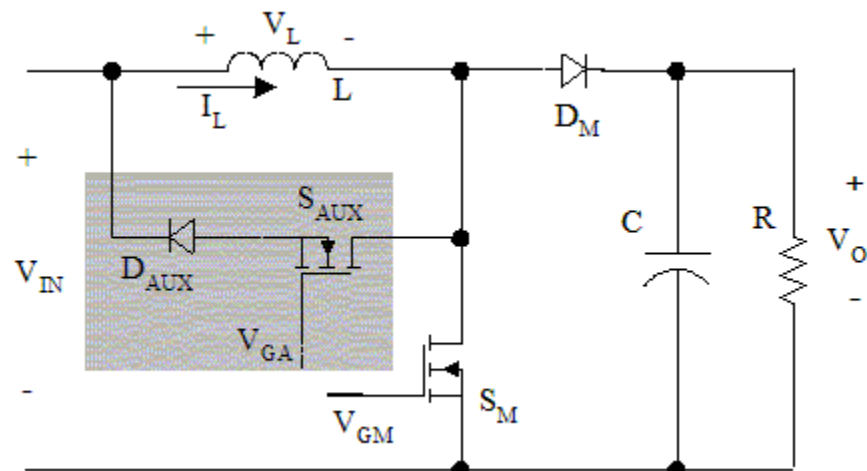 + V_L -
I_L
L
D_M
+
S_AUX
D_AUX
V_IN
V_GA
-
V_GM
S_M
C
R
+
V_O
-